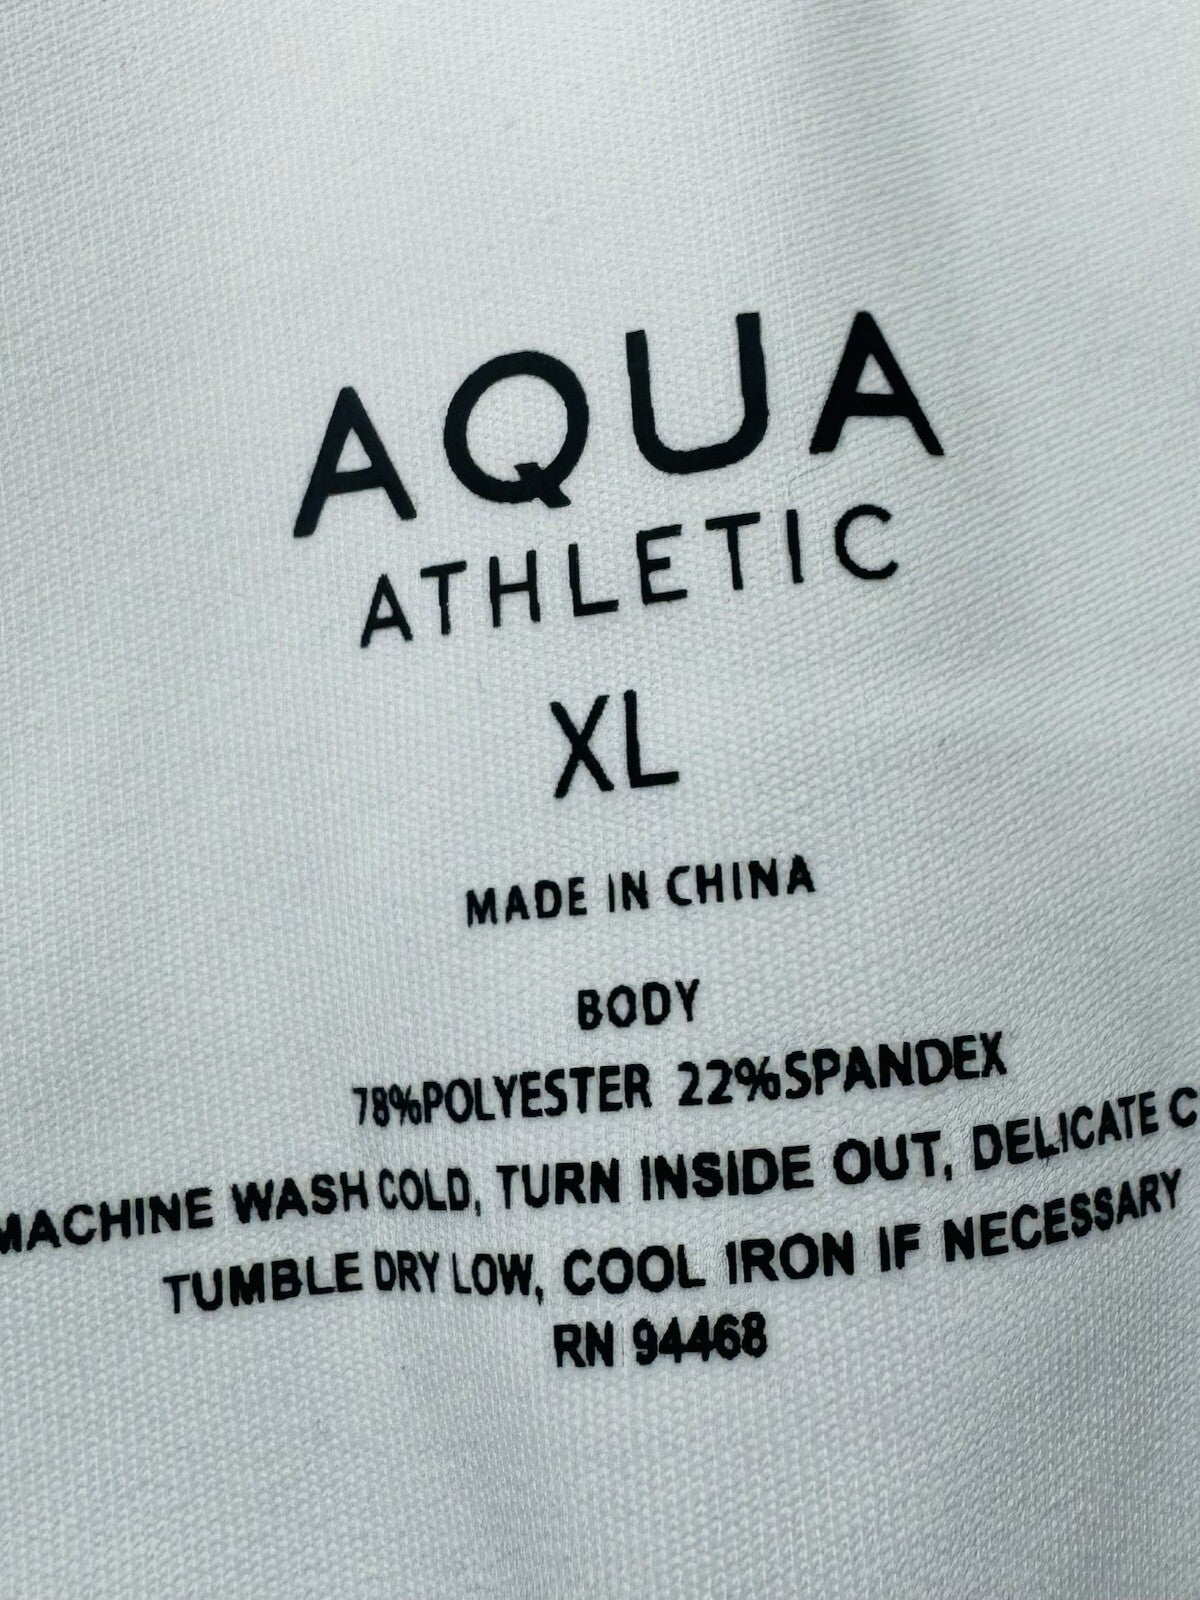 AQUA
ATHLETIC
XL
MADE IN CHINA
BODY
78%POLYESTER 22%SPANDEX
MACHINE WASH COLD, TURN INSIDE OUT, DELICATE C
TUMBLE DRY LOW, COOL IRON IF NECESSARY
RN 94468